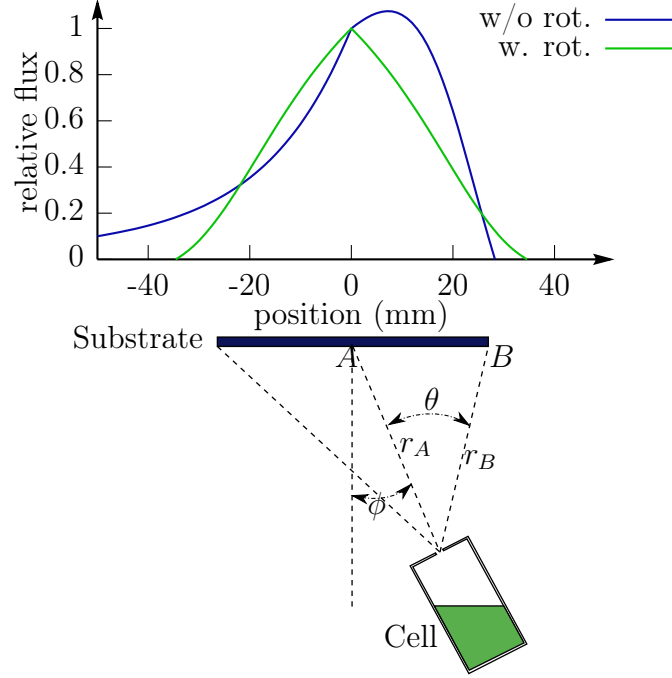 w/o rot.
w. rot.
relative flux
1
0.8
0.6
0.4
0.2
0
-40 -20 0 20 40
position (mm)
Substrate
A B
θ
r_A r_B
ϕ
Cell